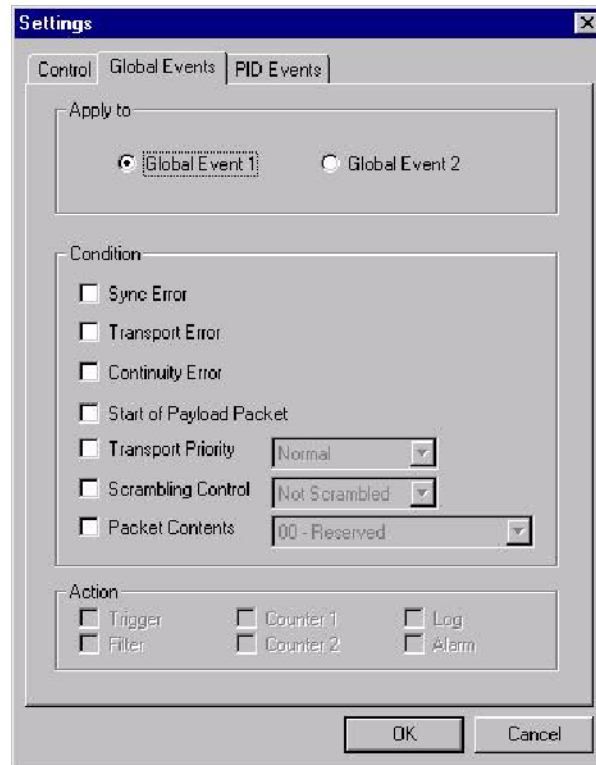 Settings
Control Global Events PID Events
Apply to
Global Event 1 Global Event 2
Condition
Sync Error
Transport Error
Continuity Error
Start of Payload Packet
Transport Priority Normal
Scrambling Control Not Scrambled
Packet Contents 00 - Reserved
Action
Trigger Counter 1 Log
Filter Counter 2 Alarm
OK Cancel